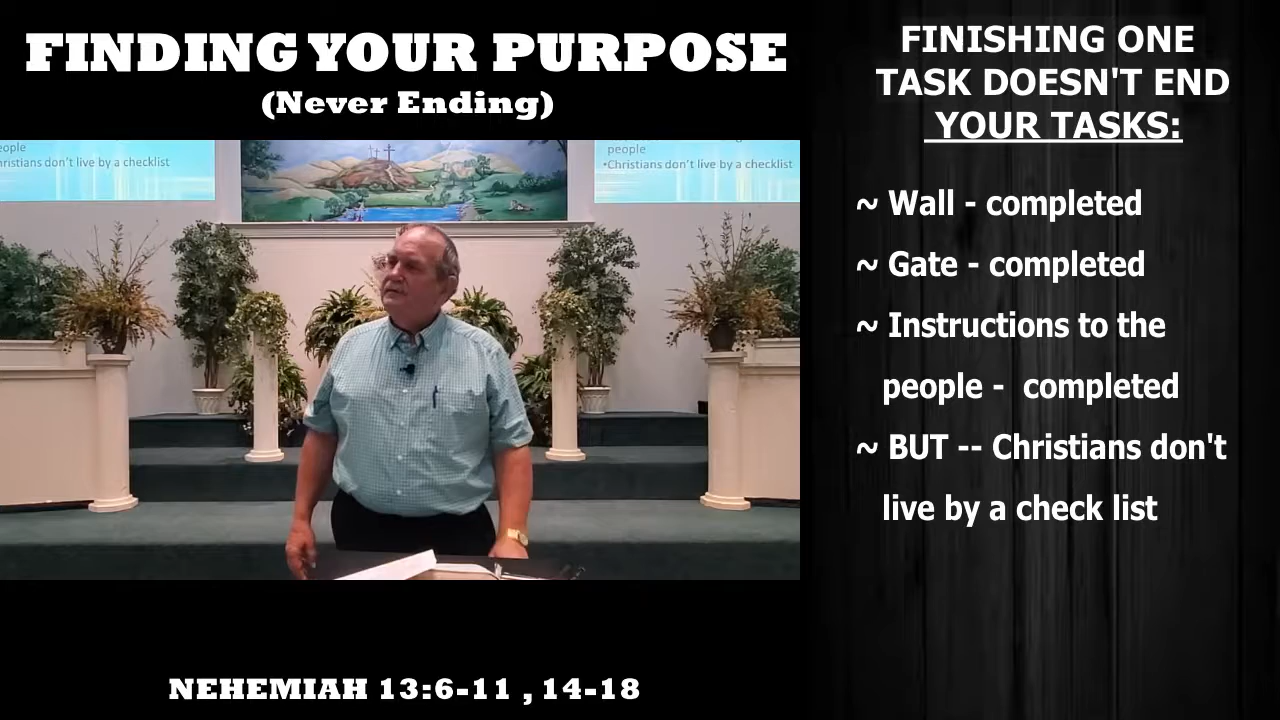 FINDING YOUR PURPOSE
(Never Ending)
people
•Christians don't live by a checklist
people
•Christians don't live by a checklist
NEHEMIAH 13:6-11 , 14-18
FINISHING ONE
TASK DOESN'T END
YOUR TASKS:
~ Wall - completed
~ Gate - completed
~ Instructions to the
people - completed
~ BUT -- Christians don't
live by a check list